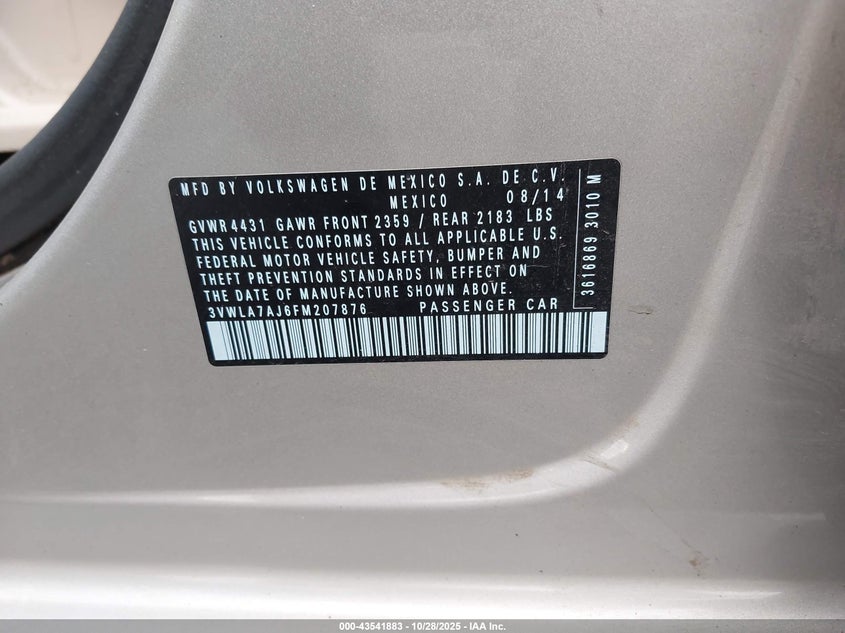 MFD BY VOLKSWAGEN DE MEXICO S.A. DE C.V.
MEXICO 08/14
GVWR 4431 GAWR FRONT 2359 / REAR 2183 LBS
THIS VEHICLE CONFORMS TO ALL APPLICABLE U.S.
FEDERAL MOTOR VEHICLE SAFETY, BUMPER AND
THEFT PREVENTION STANDARDS IN EFFECT ON
THE DATE OF MANUFACTURE SHOWN ABOVE.
3VWLA7AJ6FM207876 PASSENGER CAR
3616869 3010 M
000-43541883 | 10/28/2025 - IAA Inc.